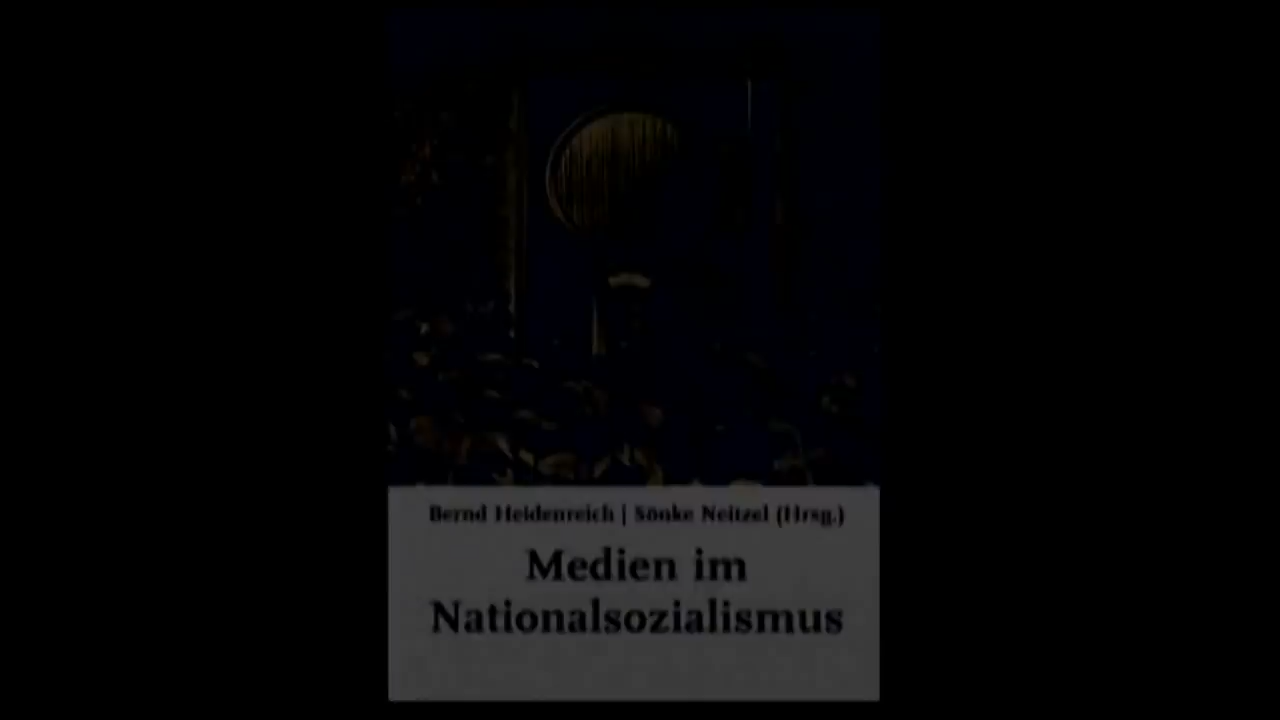 Bernd Heidenreich | Sönke Neitzel (Hrsg.)
Medien im
Nationalsozialismus